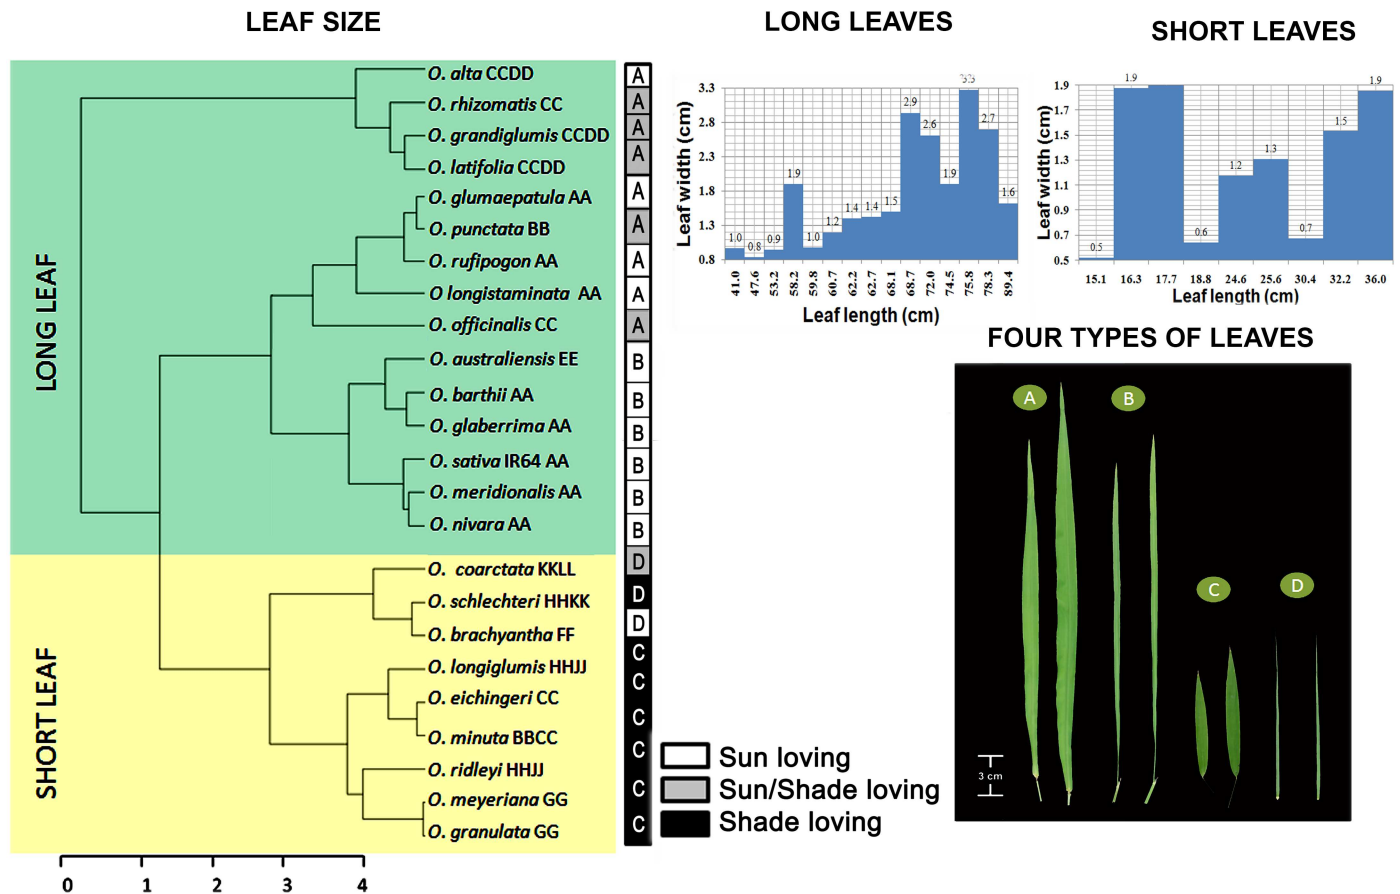 LEAF SIZE
LONG LEAVES
SHORT LEAVES
LONG LEAF
SHORT LEAF
O. alta CCDD
O. rhizomatis CC
O. grandiglumis CCDD
O. latifolia CCDD
O. glumaepatula AA
O. punctata BB
O. rufipogon AA
O longistaminata AA
O. officinalis CC
O. australiensis EE
O. barthii AA
O. glaberrima AA
O. sativa IR64 AA
O. meridionalis AA
O. nivara AA
O. coarctata KKLL
O. schlechteri HHKK
O. brachyantha FF
O. longiglumis HHJJ
O. eichingeri CC
O. minuta BBCC
O. ridleyi HHJJ
O. meyeriana GG
O. granulata GG
0 1 2 3 4
A
A
A
A
A
A
A
A
A
B
B
B
B
B
B
D
D
D
C
C
C
C
C
C
Sun loving
Sun/Shade loving
Shade loving
Leaf width (cm)
3.3
2.8
2.3
1.8
1.3
0.8
1.0 0.8 0.9 1.9 1.0 1.2 1.4 1.4 1.5 2.9 2.6 1.9 3.3 2.7 1.6
41.0 47.6 53.2 58.2 59.8 60.7 62.2 62.7 68.1 68.7 72.0 74.5 75.8 78.3 89.4
Leaf length (cm)
Leaf width (cm)
1.9
1.7
1.5
1.3
1.1
0.9
0.7
0.5
0.5 1.9 0.6 1.2 1.3 0.7 1.5 1.9
15.1 16.3 17.7 18.8 24.6 25.6 30.4 32.2 36.0
Leaf length (cm)
FOUR TYPES OF LEAVES
A B
C D
3 cm